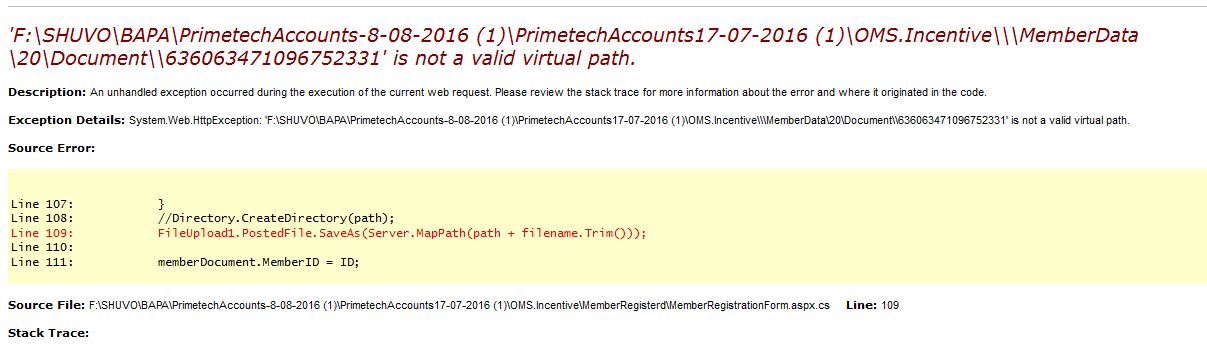 'F:\SHUVO\BAPA\PrimetechAccounts-8-08-2016 (1)\PrimetechAccounts17-07-2016 (1)\OMS.Incentive\\\MemberData
\20\Document\\636063471096752331' is not a valid virtual path.
Description: An unhandled exception occurred during the execution of the current web request. Please review the stack trace for more information about the error and where it originated in the code.
Exception Details: System.Web.HttpException: 'F:\SHUVO\BAPA\PrimetechAccounts-8-08-2016 (1)\PrimetechAccounts17-07-2016 (1)\OMS.Incentive\\\MemberData\20\Document\\636063471096752331' is not a valid virtual path.
Source Error:
Line 107: }
Line 108: //Directory.CreateDirectory(path);
Line 109: FileUpload1.PostedFile.SaveAs(Server.MapPath(path + filename.Trim()));
Line 110:
Line 111: memberDocument.MemberID = ID;
Source File: F:\SHUVO\BAPA\PrimetechAccounts-8-08-2016 (1)\PrimetechAccounts17-07-2016 (1)\OMS.Incentive\MemberRegisterd\MemberRegistrationForm.aspx.cs Line: 109
Stack Trace: